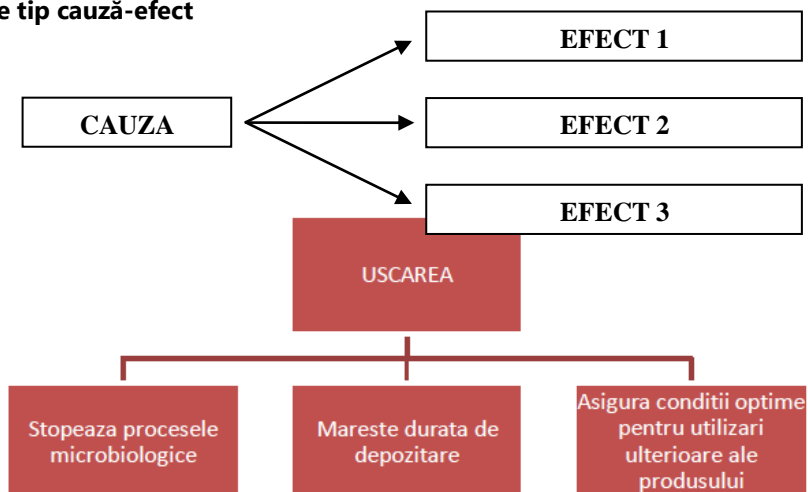 e tip cauză-efect
EFECT 1
CAUZA
EFECT 2
EFECT 3
USCAREA
Stopeaza procesele
microbiologice
Mareste durata de
depozitare
Asigura conditii optime
pentru utilizari
ulterioare ale
produsului